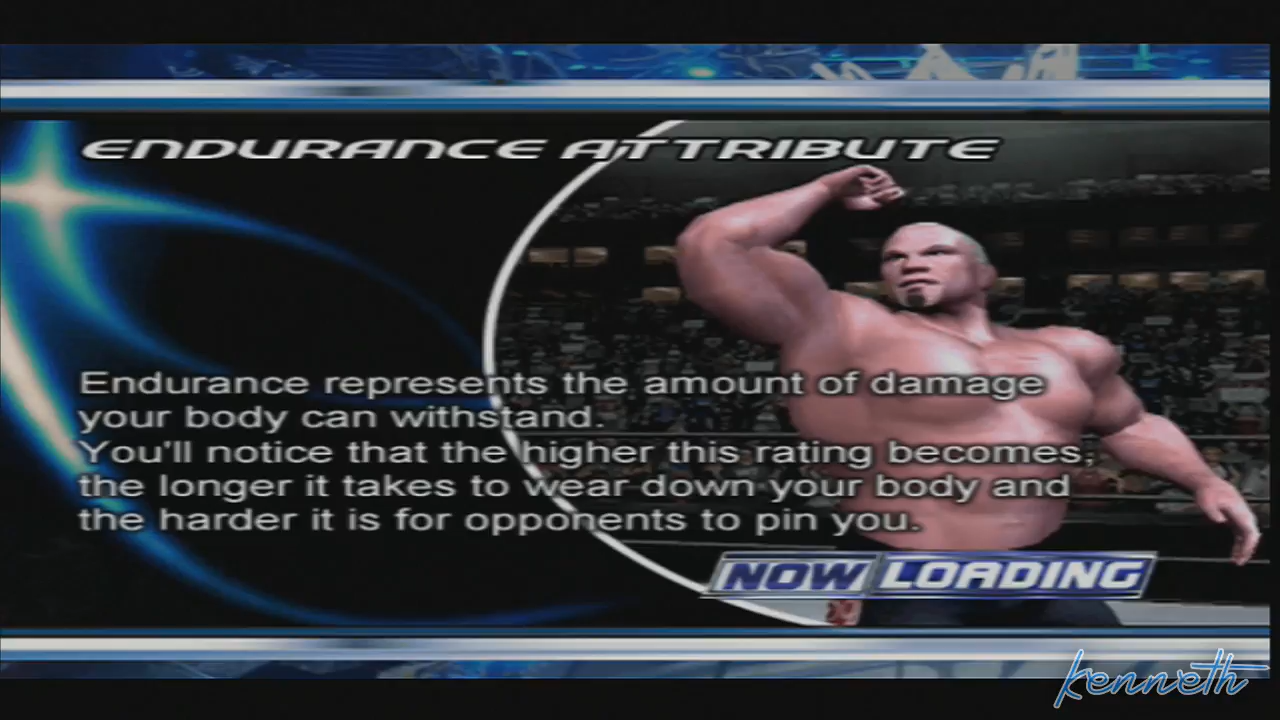 ENDURANCE ATTRIBUTE
Endurance represents the amount of damage
your body can withstand.
You'll notice that the higher this rating becomes,
the longer it takes to wear down your body and
the harder it is for opponents to pin you.
NOW LOADING
kenneth